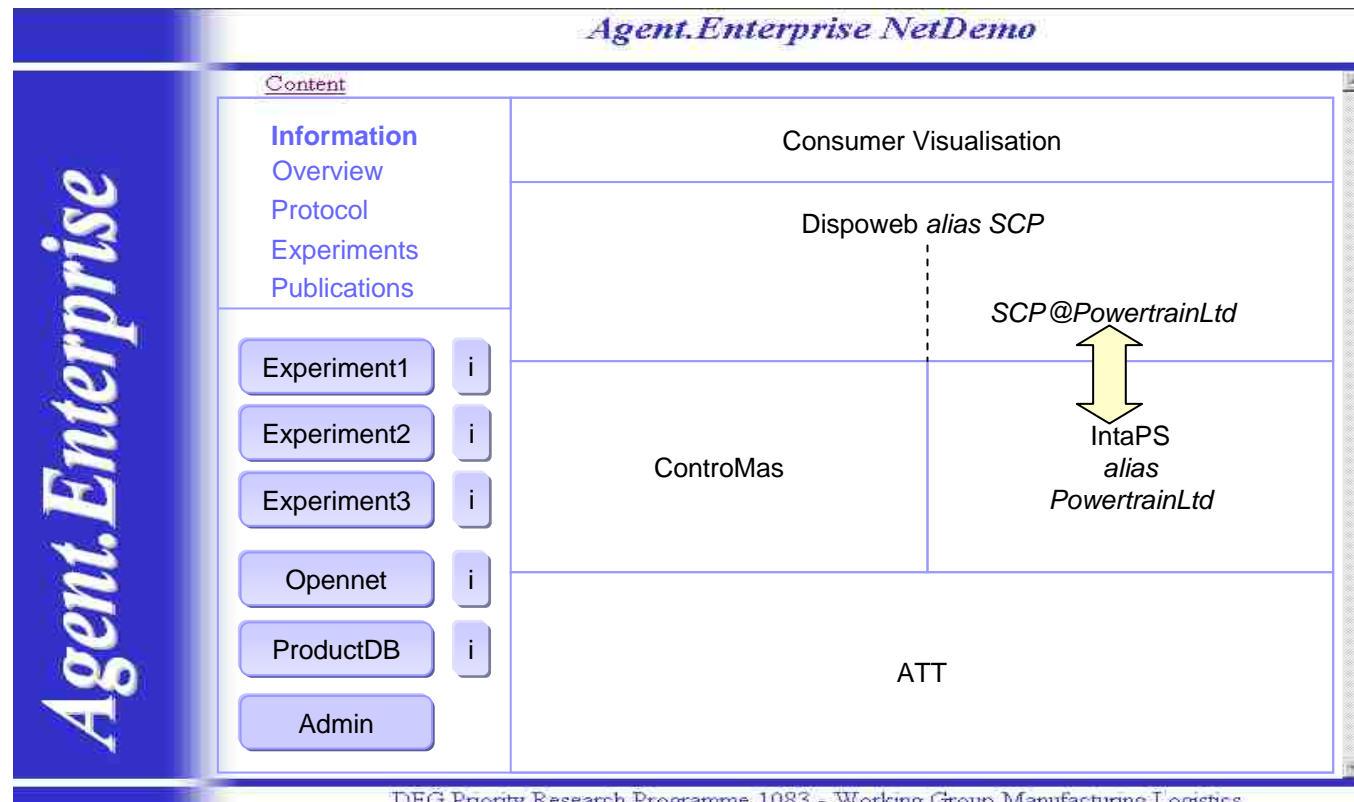 Agent.Enterprise NetDemo
Agent.Enterprise
Content
Information
Overview
Protocol
Experiments
Publications
Experiment1 i
Experiment2 i
Experiment3 i
Opennet i
ProductDB i
Admin
Consumer Visualisation
Dispoweb alias SCP
SCP@PowertrainLtd
ControMas
IntaPS
alias
PowertrainLtd
ATT
DFG Priority Research Programme 1083 - Working Group Manufacturing Logistics